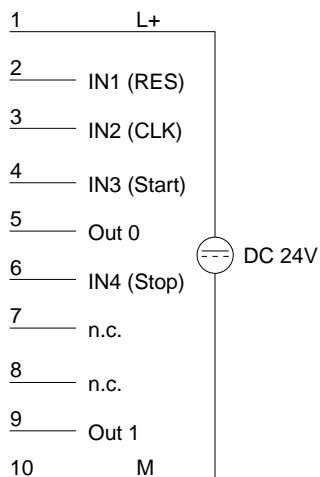 1 L+
2 IN1 (RES)
3 IN2 (CLK)
4 IN3 (Start)
5 Out 0
DC 24V
6 IN4 (Stop)
7 n.c.
8 n.c.
9 Out 1
10 M